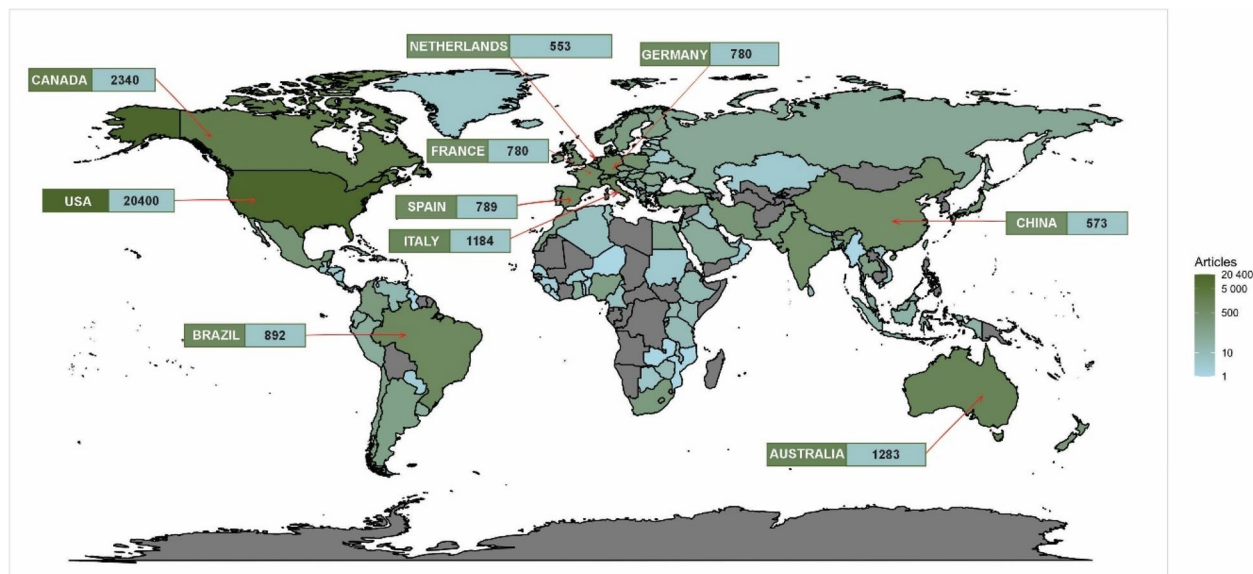 NETHERLANDS 553
GERMANY 780
CANADA 2340
FRANCE 780
USA 20400
SPAIN 789
ITALY 1184
CHINA 573
BRAZIL 892
AUSTRALIA 1283
Articles
20 400
5 000
500
10
1